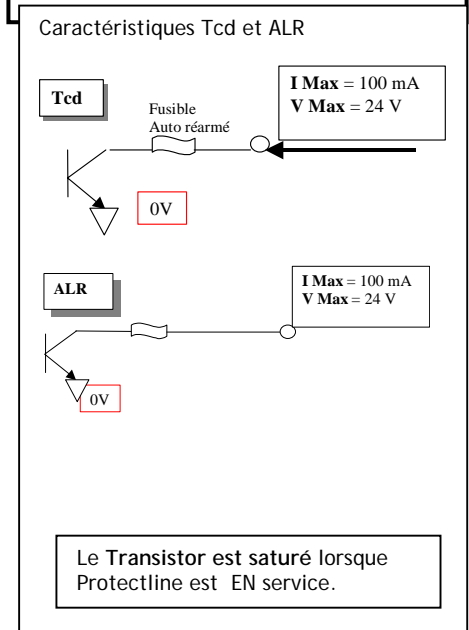 Caractéristiques Tcd et ALR
Tcd
Fusible
Auto réarmé
I Max = 100 mA
V Max = 24 V
0V
ALR
I Max = 100 mA
V Max = 24 V
0V
Le Transistor est saturé lorsque
Protectline est EN service.